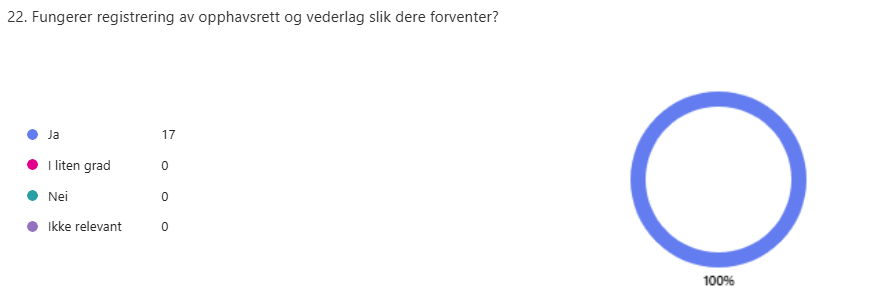 22. Fungerer registrering av opphavsrett og vederlag slik dere forventer?
Ja 17
I liten grad 0
Nei 0
Ikke relevant 0
100%